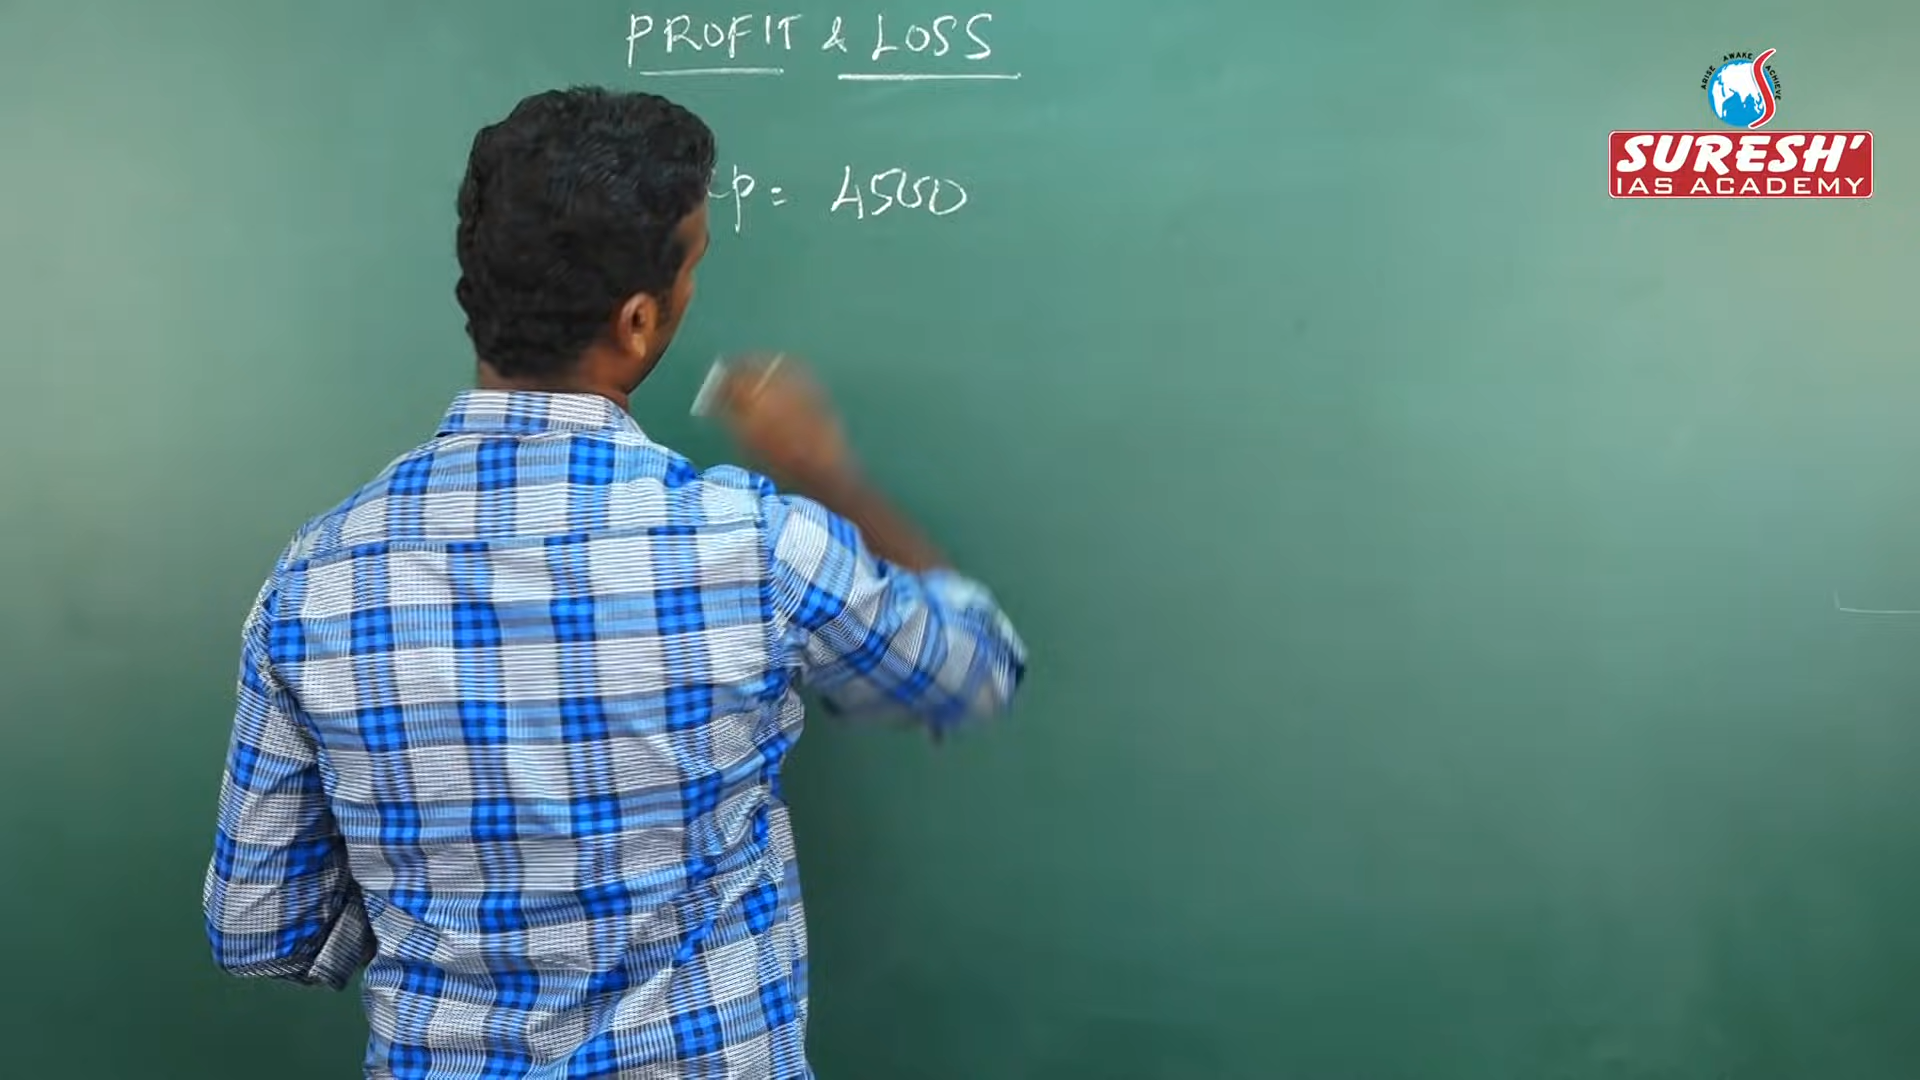 PROFIT & LOSS
p = 4500
ARISE AWAKE ACHIEVE
SURESH'
IAS ACADEMY